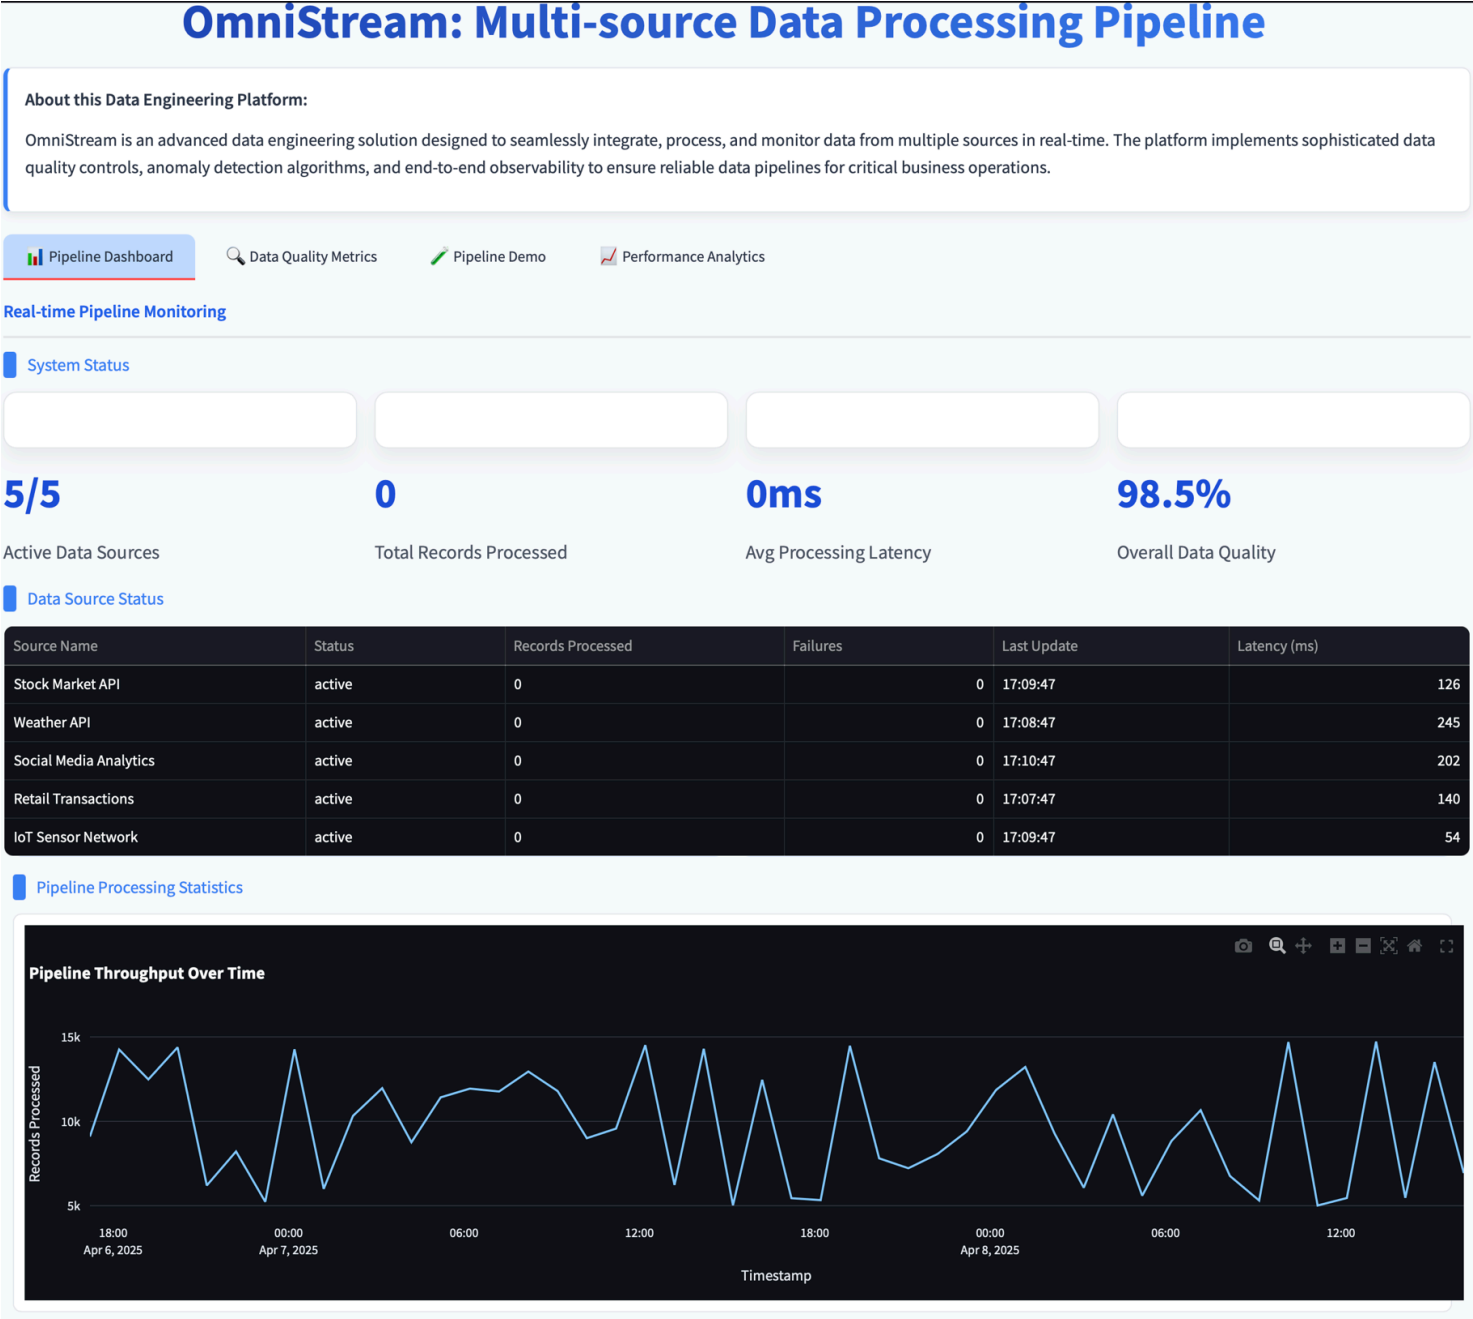 OmniStream: Multi-source Data Processing Pipeline
About this Data Engineering Platform:
OmniStream is an advanced data engineering solution designed to seamlessly integrate, process, and monitor data from multiple sources in real-time. The platform implements sophisticated data
quality controls, anomaly detection algorithms, and end-to-end observability to ensure reliable data pipelines for critical business operations.
Pipeline Dashboard Data Quality Metrics Pipeline Demo Performance Analytics
Real-time Pipeline Monitoring
System Status
5/5 0 0ms 98.5%
Active Data Sources Total Records Processed Avg Processing Latency Overall Data Quality
Data Source Status
Source Name Status Records Processed Failures Last Update Latency (ms)
Stock Market API active 0 0 17:09:47 126
Weather API active 0 0 17:08:47 245
Social Media Analytics active 0 0 17:10:47 202
Retail Transactions active 0 0 17:07:47 140
IoT Sensor Network active 0 0 17:09:47 54
Pipeline Processing Statistics
Pipeline Throughput Over Time
Records Processed
15k
10k
5k
18:00 00:00 06:00 12:00 18:00 00:00 06:00 12:00
Apr 6, 2025 Apr 7, 2025 Apr 8, 2025
Timestamp